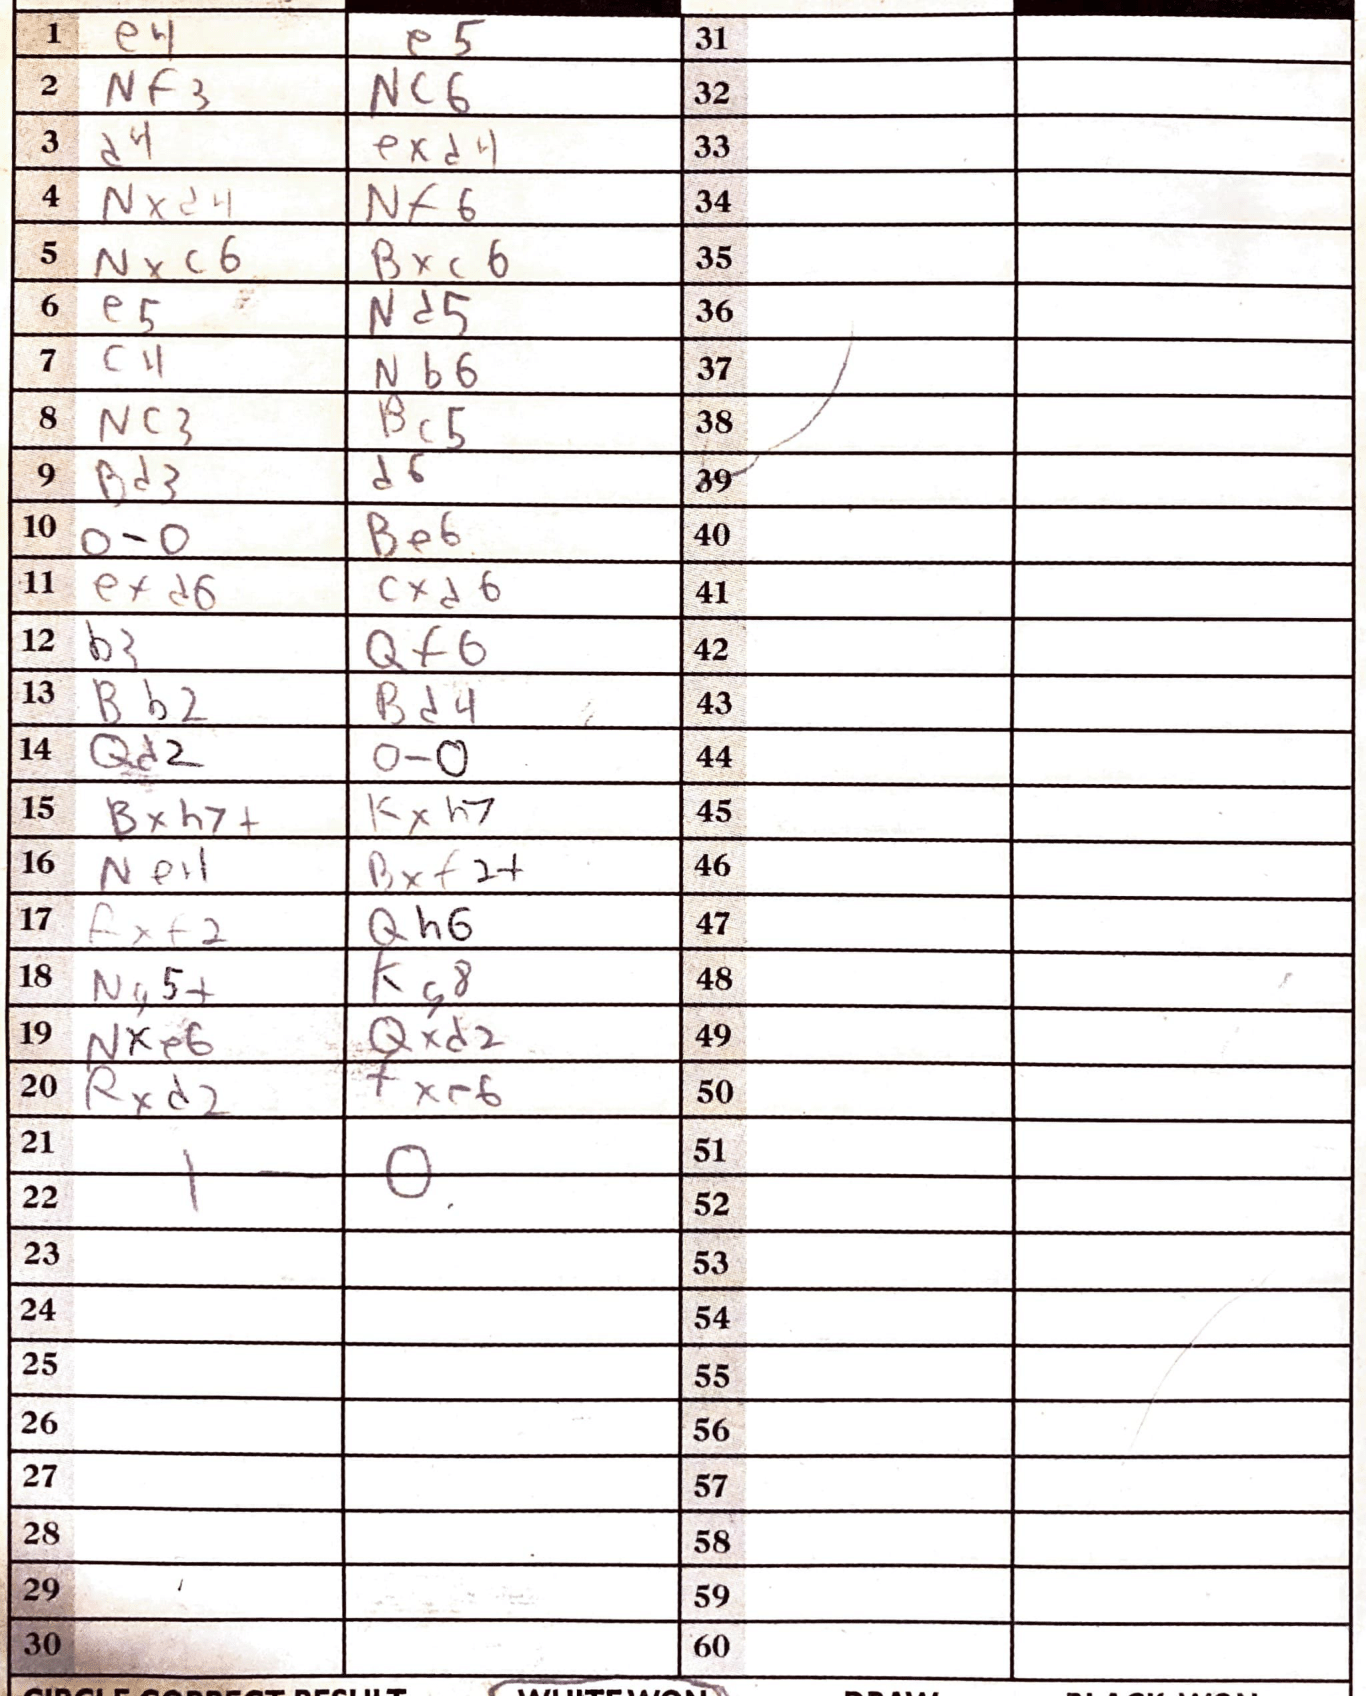 1 e4 e5 31
2 Nf3 NC6 32
3 d4 exd4 33
4 Nxd4 Nf6 34
5 Nxc6 Bxc6 35
6 e5 Nd5 36
7 C4 Nb6 37
8 NC3 Bc5 38
9 Bd3 d6 39
10 0-0 Be6 40
11 exd6 cxd6 41
12 b3 Qf6 42
13 Bb2 Bd4 43
14 Qd2 0-0 44
15 Bxh7+ Kxh7 45
16 Ne4 Bxf2+ 46
17 Rxf2 Qh6 47
18 Ng5+ Kg8 48
19 NXe6 Qxd2 49
20 Rxd2 fxe6 50
21 51
1 - 0
22 52
23 53
24 54
25 55
26 56
27 57
28 58
29 59
30 60
CIRCLE CORRECT RESULT WHITE WON DRAW BLACK WON